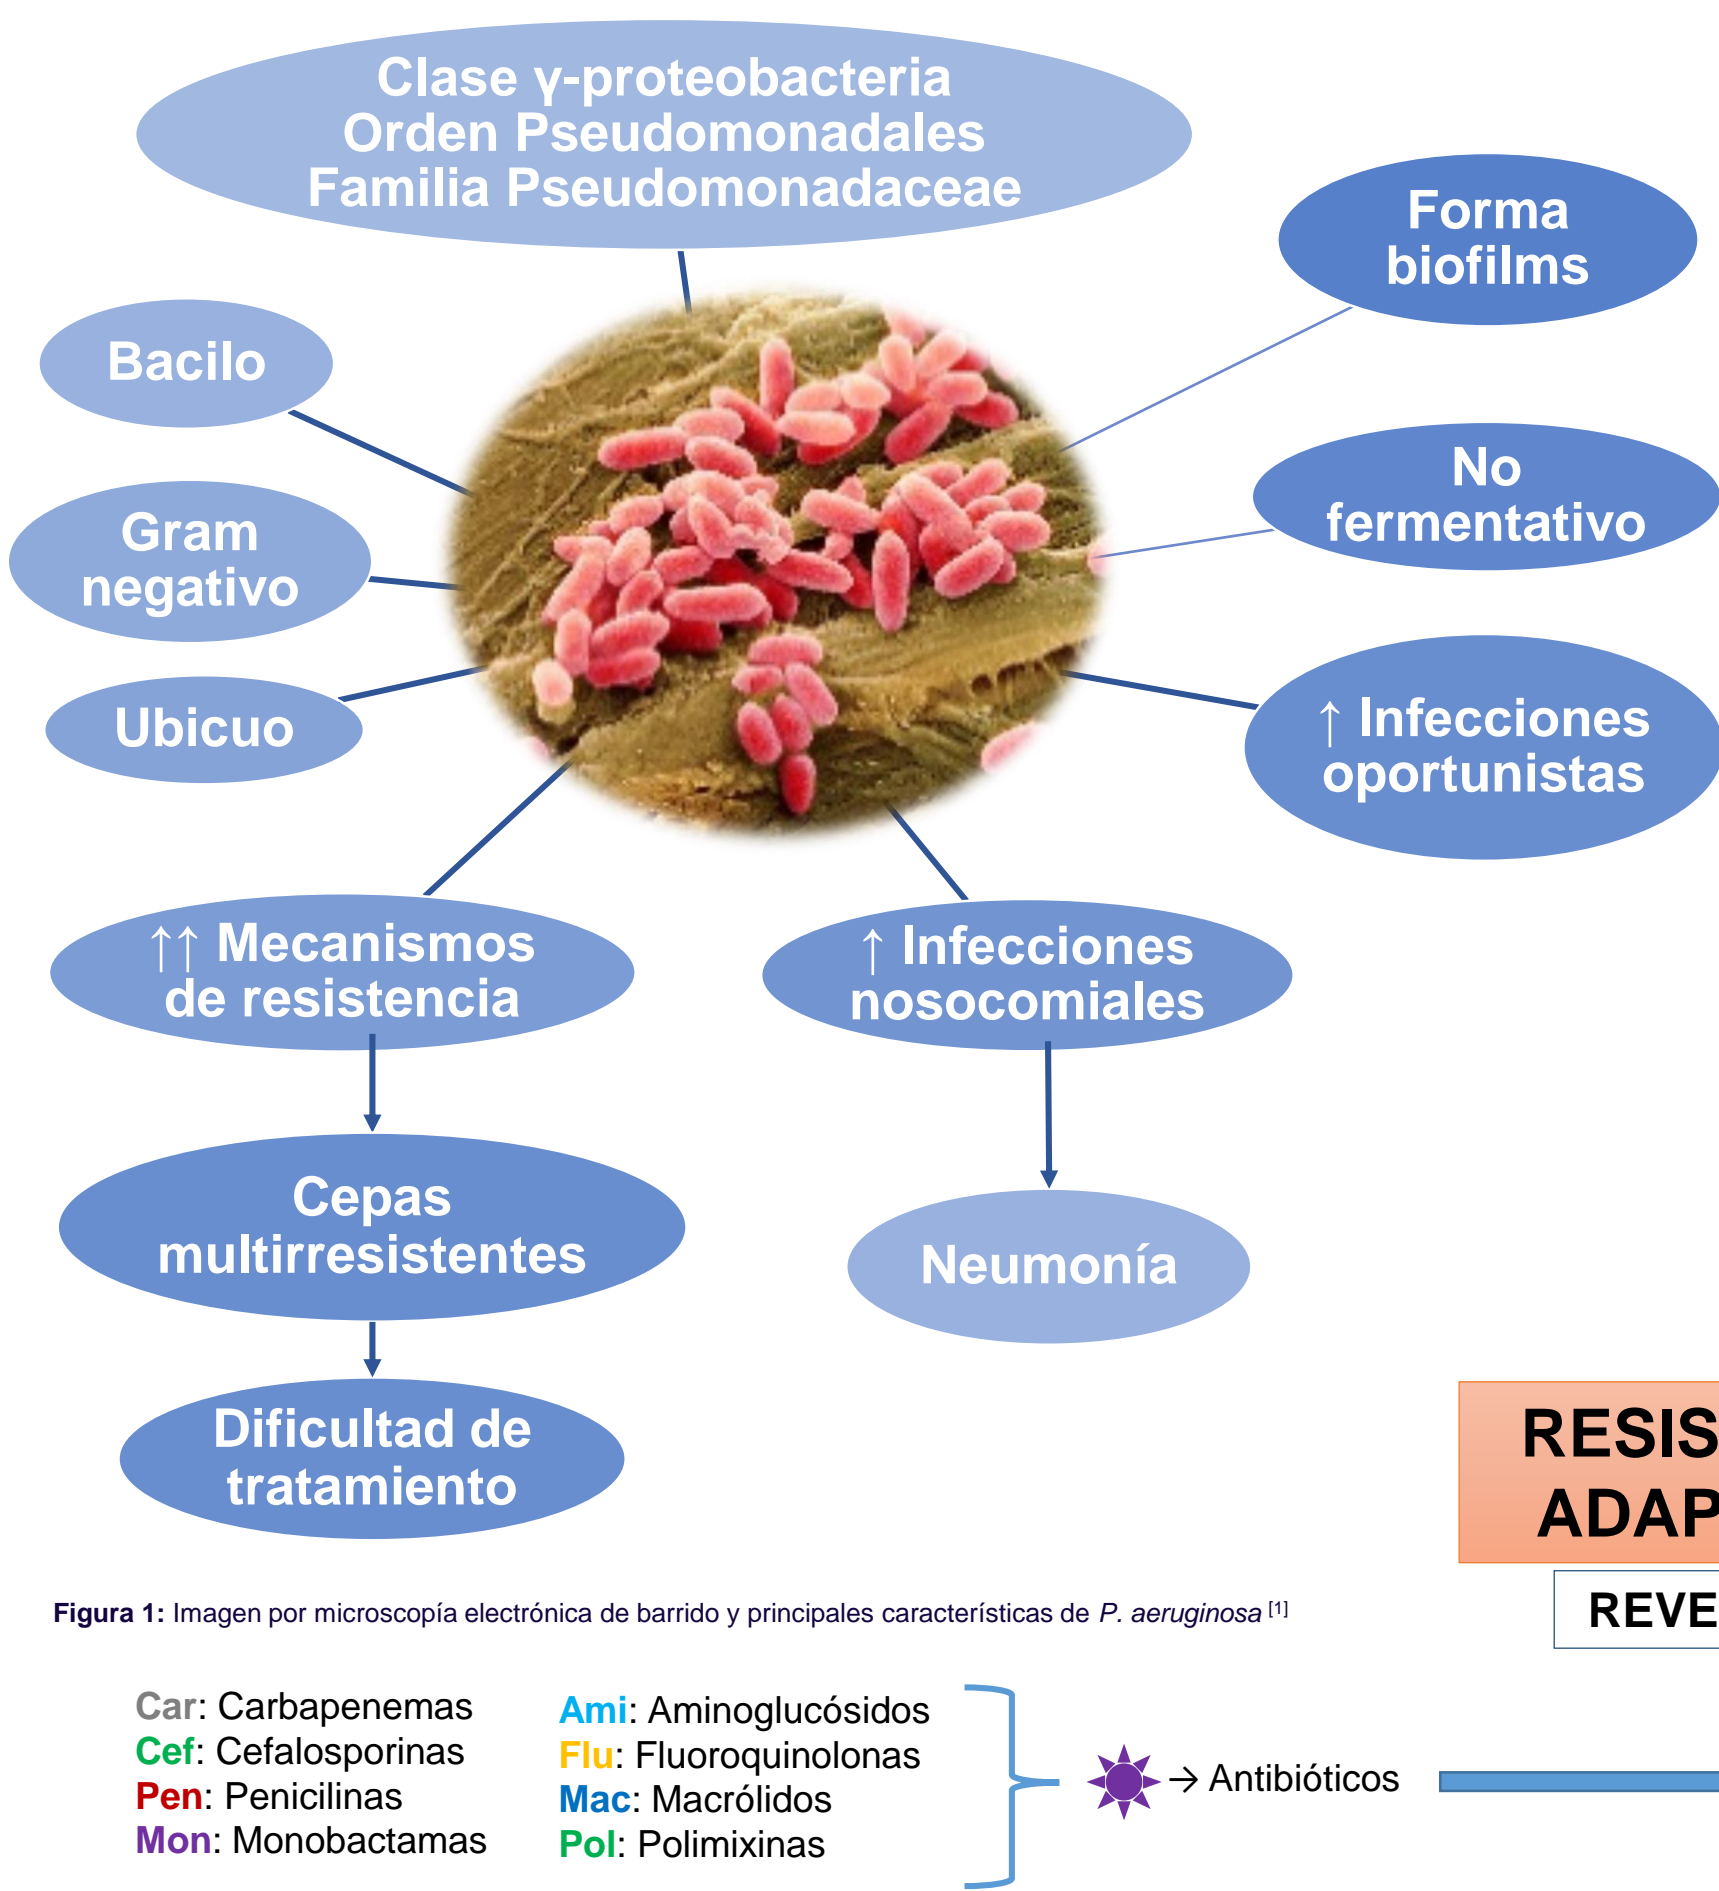 Clase γ-proteobacteria
Orden Pseudomonadales
Familia Pseudomonadaceae
Forma
biofilms
Bacilo
No
fermentativo
Gram
negativo
Ubicuo
↑ Infecciones
oportunistas
↑↑ Mecanismos
de resistencia
↑ Infecciones
nosocomiales
Cepas
multirresistentes
Neumonía
Dificultad de
tratamiento
RESIS
ADAP
REVE
Figura 1: Imagen por microscopía electrónica de barrido y principales características de P. aeruginosa [1]
Car: Carbapenemas
Cef: Cefalosporinas
Pen: Penicilinas
Mon: Monobactamas
Ami: Aminoglucósidos
Flu: Fluoroquinolonas
Mac: Macrólidos
Pol: Polimixinas
→ Antibióticos